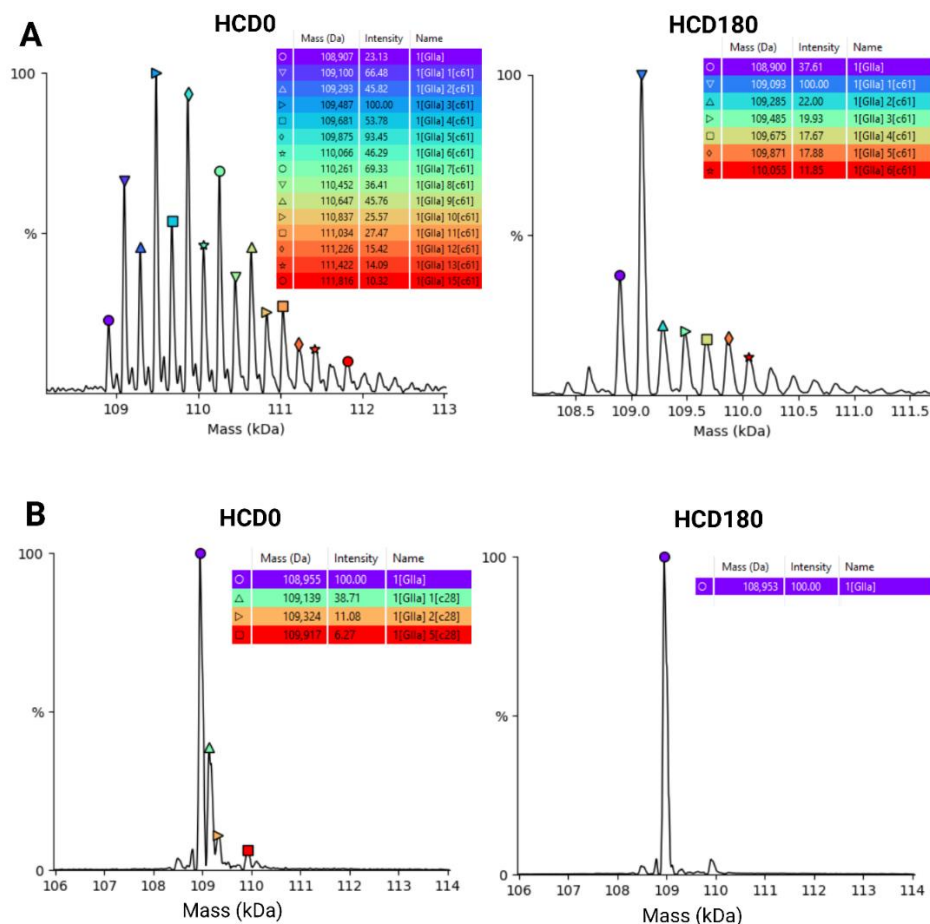 A
HCD0
HCD180
Mass (Da) Intensity Name
108,907 23.13 1[GIIa]
109,100 66.48 1[GIIa] 1[c61]
109,293 45.82 1[GIIa] 2[c61]
109,487 100.00 1[GIIa] 3[c61]
109,681 53.78 1[GIIa] 4[c61]
109,875 93.45 1[GIIa] 5[c61]
110,066 46.29 1[GIIa] 6[c61]
110,261 69.33 1[GIIa] 7[c61]
110,452 36.41 1[GIIa] 8[c61]
110,647 45.76 1[GIIa] 9[c61]
110,837 25.57 1[GIIa] 10[c61]
111,034 27.47 1[GIIa] 11[c61]
111,226 15.42 1[GIIa] 12[c61]
111,422 14.09 1[GIIa] 13[c61]
111,816 10.32 1[GIIa] 15[c61]
100
%
109 110 111 112 113
Mass (kDa)
Mass (Da) Intensity Name
108,900 37.61 1[GIIa]
109,093 100.00 1[GIIa] 1[c61]
109,285 22.00 1[GIIa] 2[c61]
109,485 19.93 1[GIIa] 3[c61]
109,675 17.67 1[GIIa] 4[c61]
109,871 17.88 1[GIIa] 5[c61]
110,055 11.85 1[GIIa] 6[c61]
100
%
108.5 109.0 109.5 110.0 110.5 111.0 111.5
Mass (kDa)
B
HCD0
HCD180
Mass (Da) Intensity Name
108,955 100.00 1[GIIa]
109,139 38.71 1[GIIa] 1[c28]
109,324 11.08 1[GIIa] 2[c28]
109,917 6.27 1[GIIa] 5[c28]
100
%
0
106 107 108 109 110 111 112 113 114
Mass (kDa)
Mass (Da) Intensity Name
108,953 100.00 1[GIIa]
100
%
0
106 107 108 109 110 111 112 113 114
Mass (kDa)